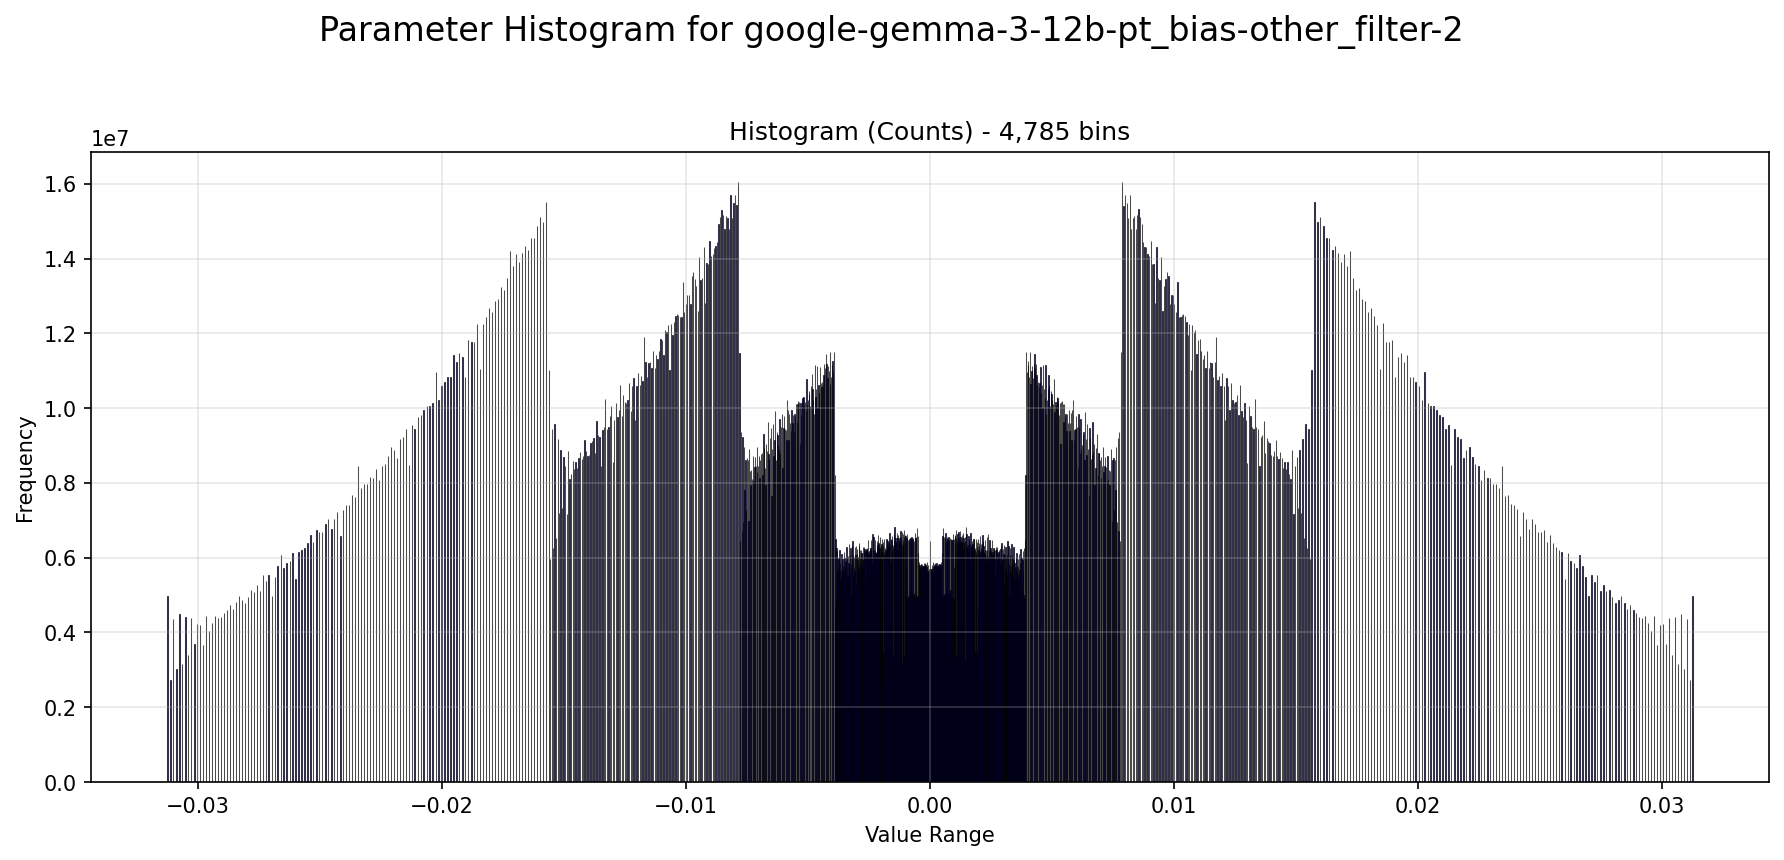 Parameter Histogram for google-gemma-3-12b-pt_bias-other_filter-2
Histogram (Counts) - 4,785 bins
1e7
1.6
1.4
1.2
1.0
0.8
0.6
0.4
0.2
0.0
Frequency
−0.03 −0.02 −0.01 0.00 0.01 0.02 0.03
Value Range